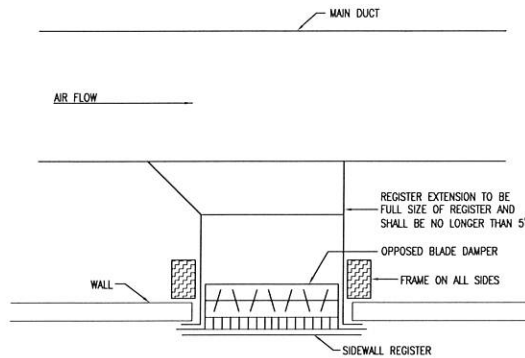 MAIN DUCT
AIR FLOW
REGISTER EXTENSION TO BE
FULL SIZE OF REGISTER AND
SHALL BE NO LONGER THAN 5'
OPPOSED BLADE DAMPER
FRAME ON ALL SIDES
WALL
SIDEWALL REGISTER